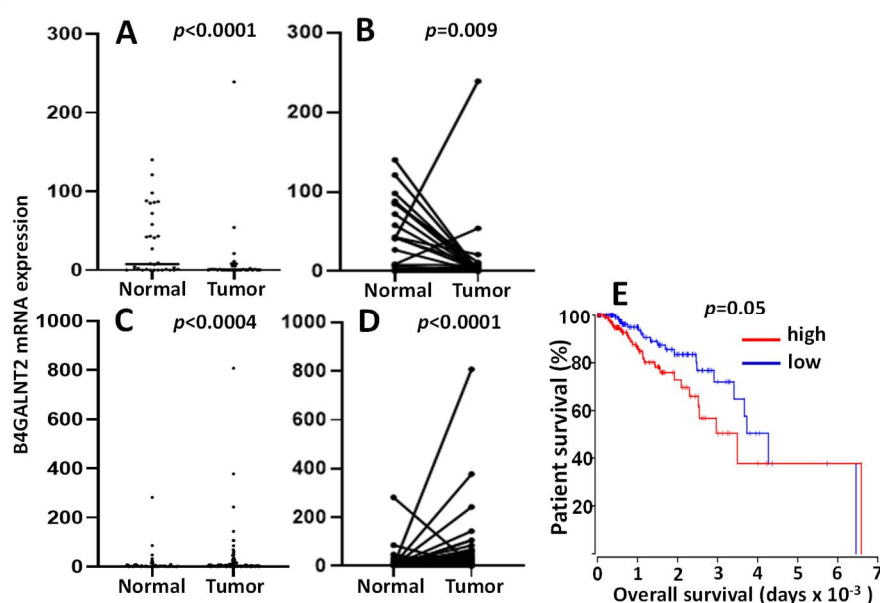 B4GALNT2 mRNA expression
A
p<0.0001
300
200
100
0
Normal Tumor
B
p=0.009
300
200
100
0
Normal Tumor
C
p<0.0004
1000
800
600
400
200
0
Normal Tumor
D
p<0.0001
1000
800
600
400
200
0
Normal Tumor
E
p=0.05
high
low
Patient survival (%)
100
80
60
40
20
0 1 2 3 4 5 6 7
Overall survival (days x 10⁻³ )